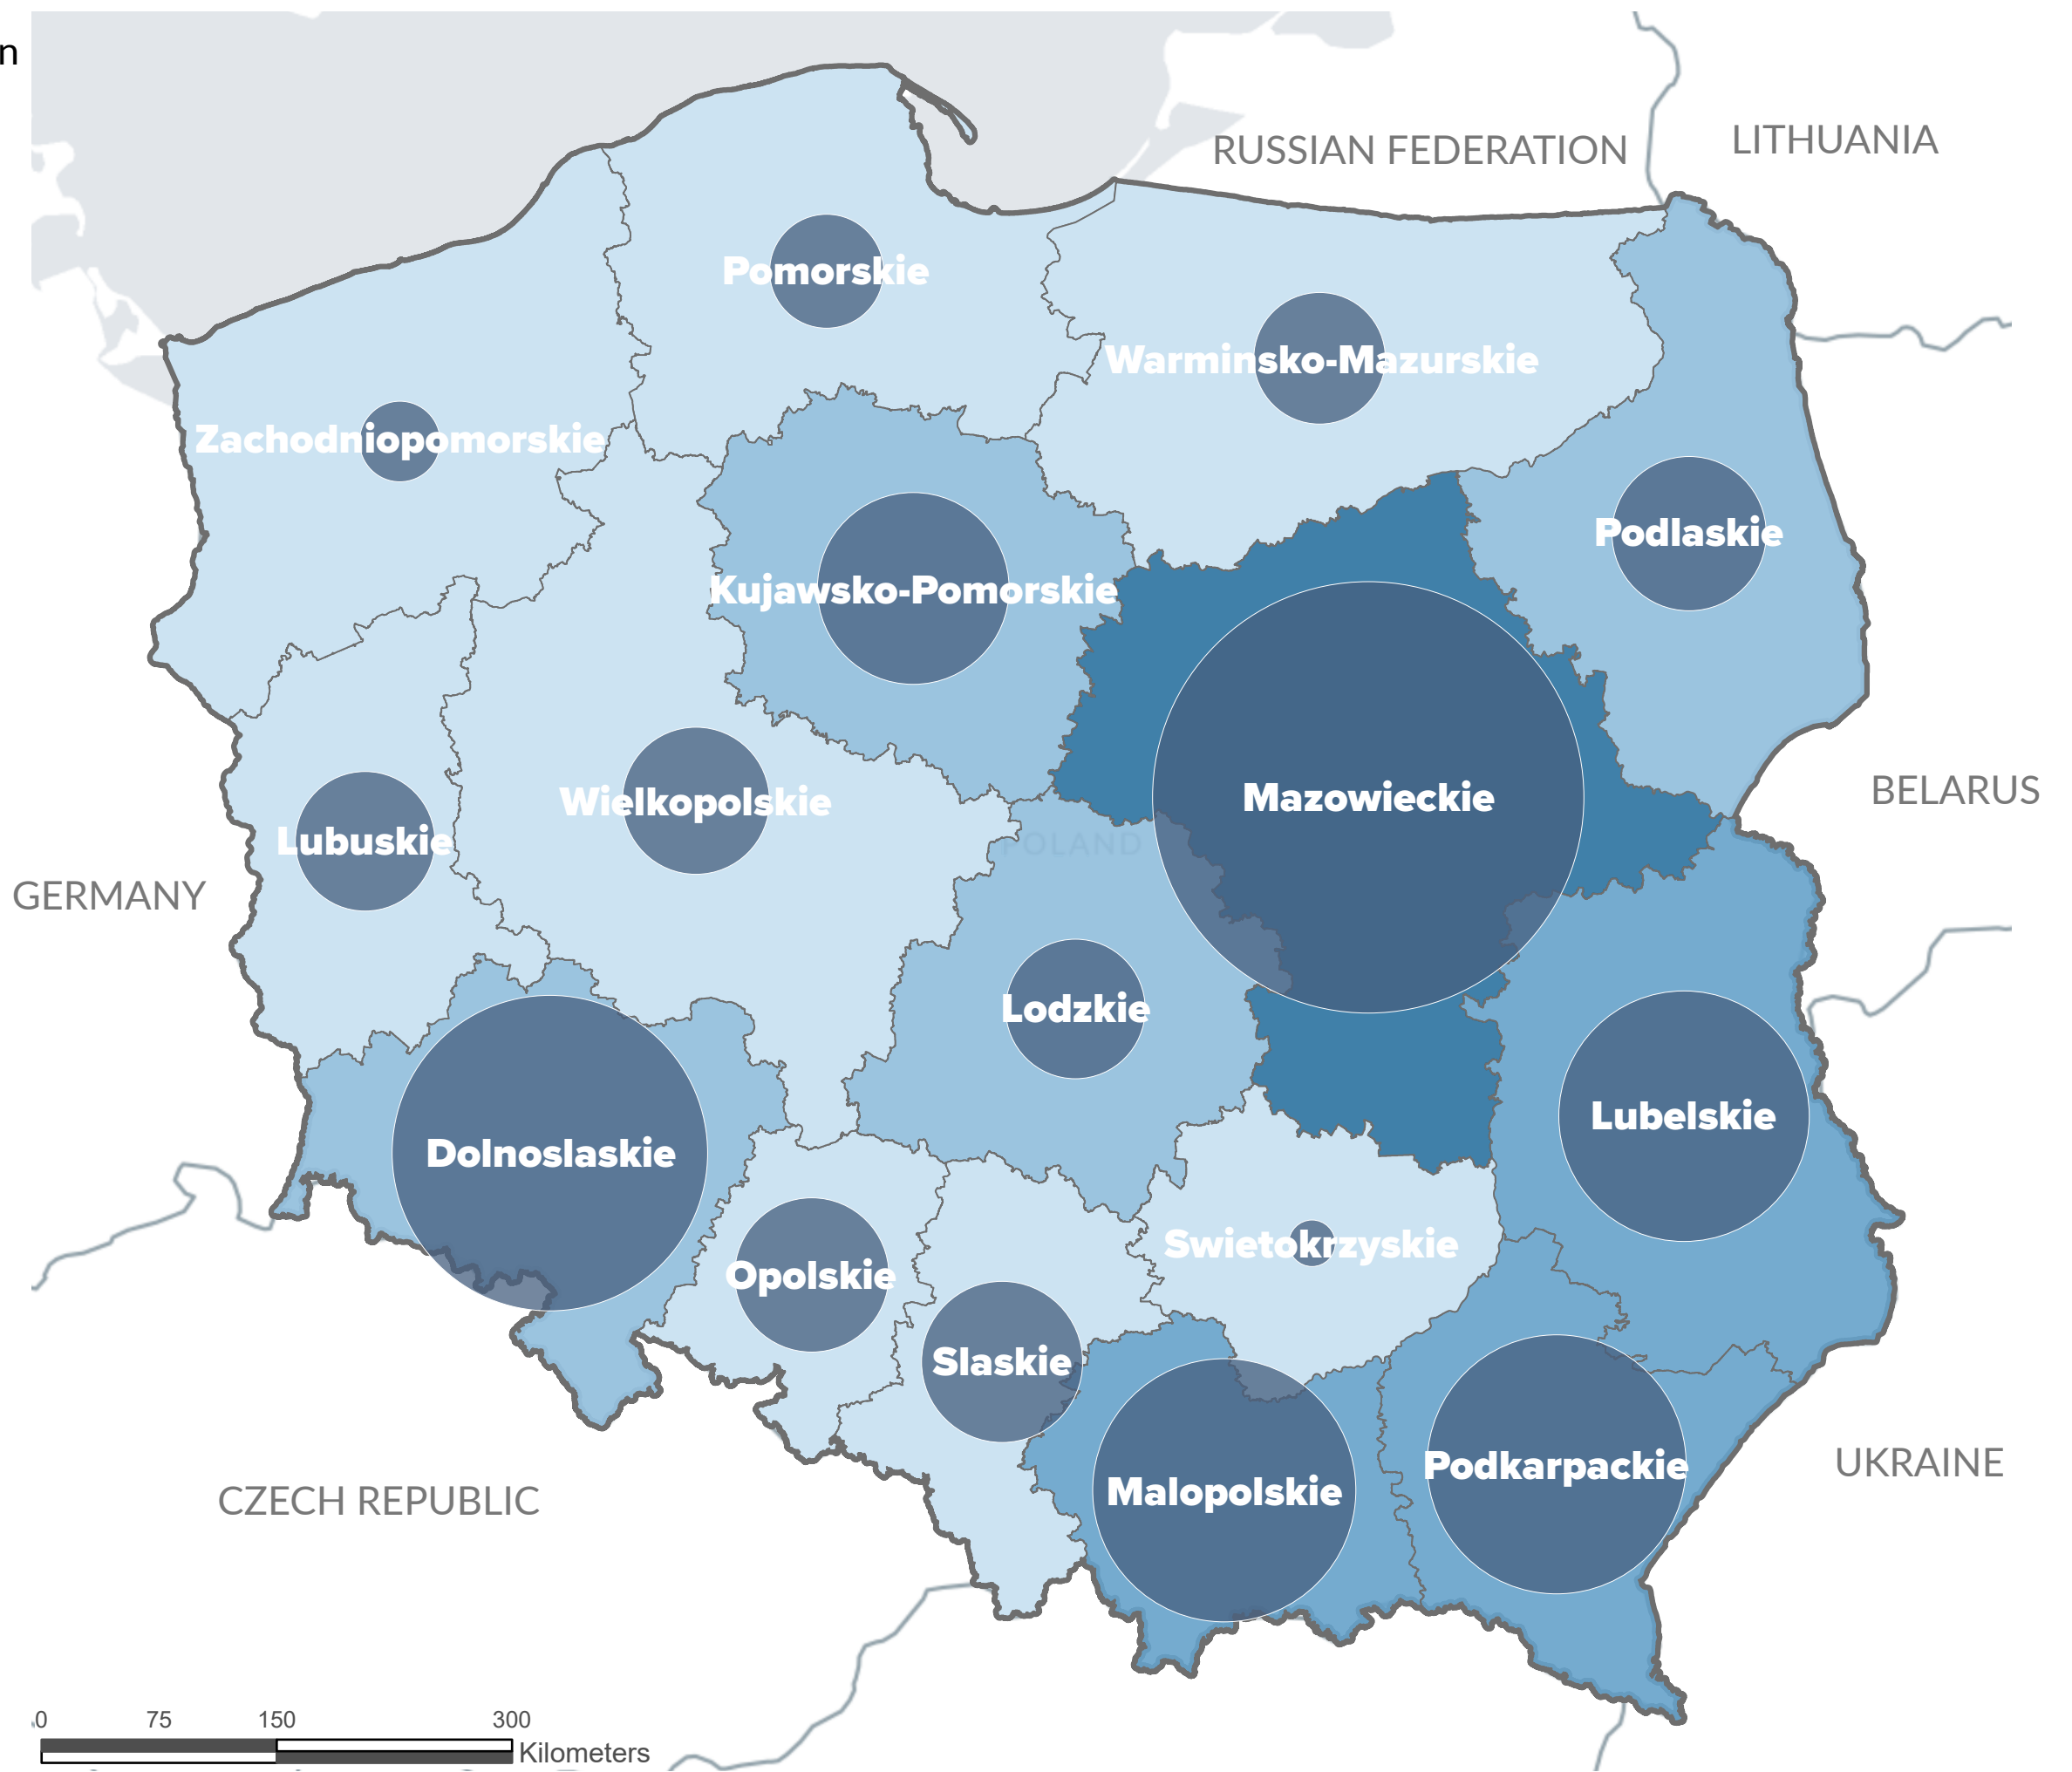 n
RUSSIAN FEDERATION
LITHUANIA
Pomorskie
Warminsko-Mazurskie
Zachodniopomorskie
Podlaskie
Kujawsko-Pomorskie
Mazowieckie
BELARUS
Wielkopolskie
Lubuskie
POLAND
GERMANY
Lodzkie
Lubelskie
Dolnoslaskie
Swietokrzyskie
Opolskie
Slaskie
Podkarpackie
UKRAINE
Malopolskie
CZECH REPUBLIC
0 75 150 300
Kilometers